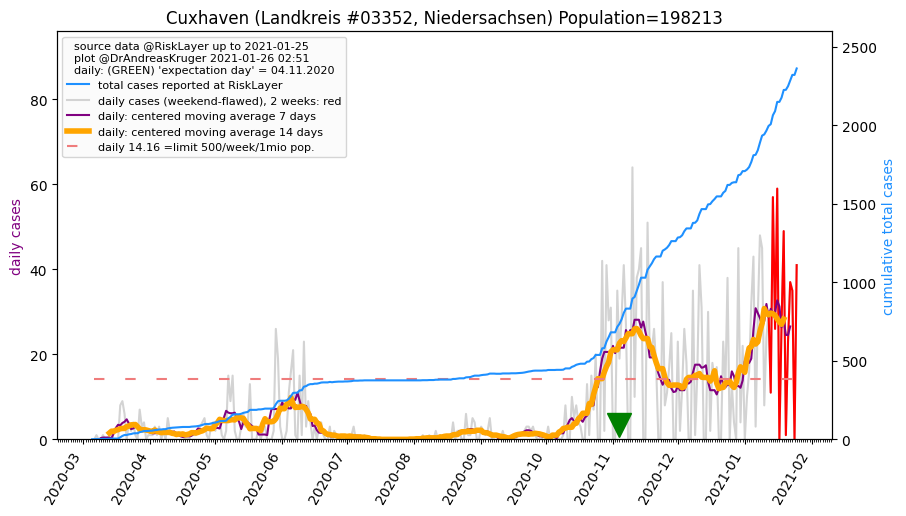 Cuxhaven (Landkreis #03352, Niedersachsen) Population=198213
source data @RiskLayer up to 2021-01-25
plot @DrAndreasKruger 2021-01-26 02:51
daily: (GREEN) 'expectation day' = 04.11.2020
total cases reported at RiskLayer
daily cases (weekend-flawed), 2 weeks: red
daily: centered moving average 7 days
daily: centered moving average 14 days
daily 14.16 =limit 500/week/1mio pop.
daily cases
80
60
40
20
0
2500
2000
1500
1000
500
0
cumulative total cases
2020-03
2020-04
2020-05
2020-06
2020-07
2020-08
2020-09
2020-10
2020-11
2020-12
2021-01
2021-02